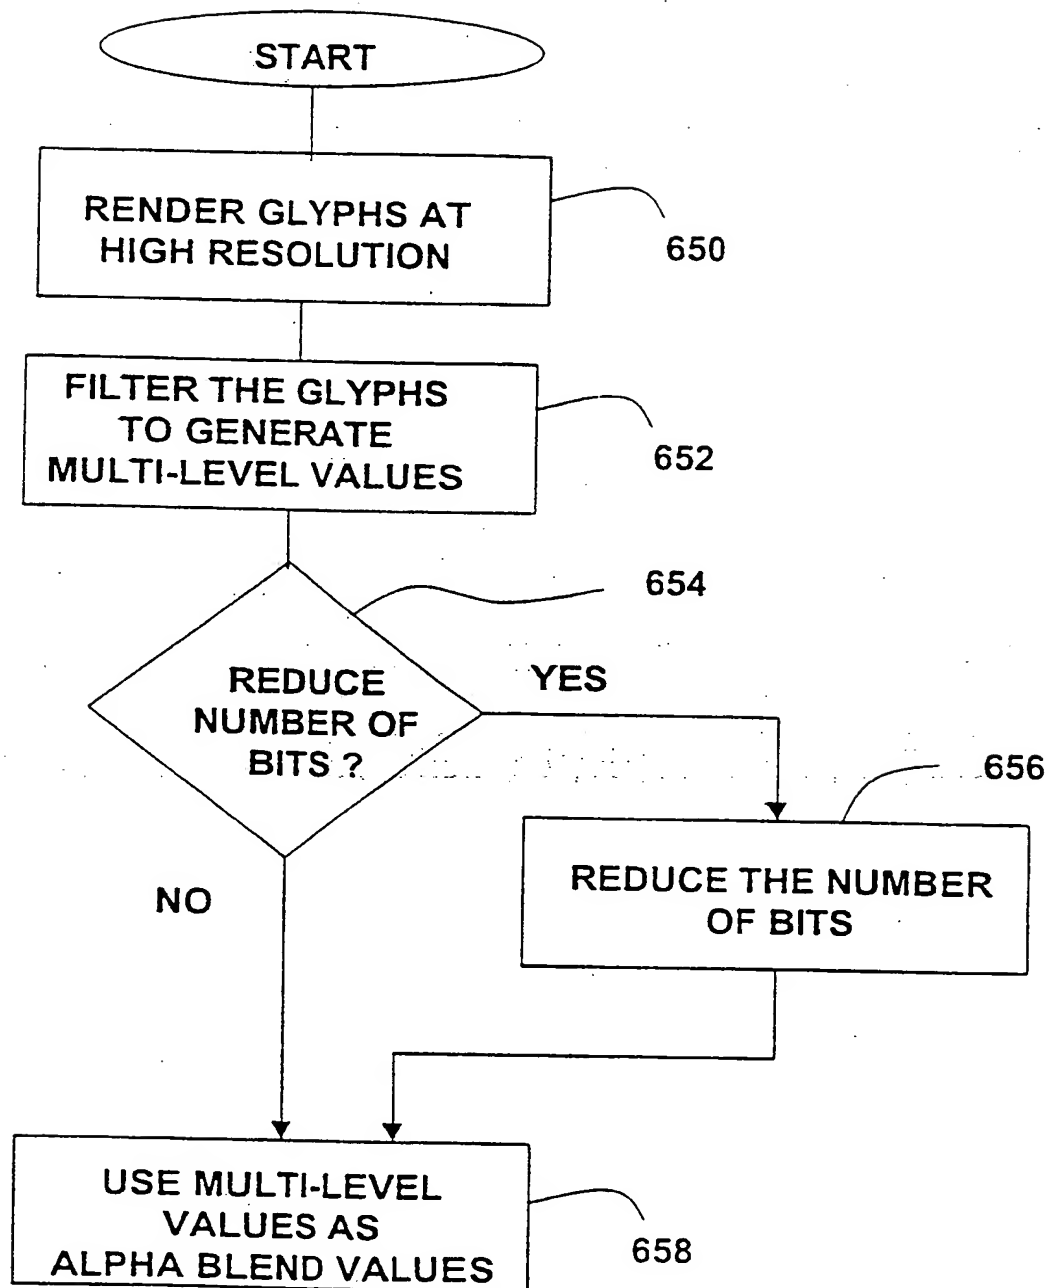 START
RENDER GLYPHS AT
HIGH RESOLUTION
650
FILTER THE GLYPHS
TO GENERATE
MULTI-LEVEL VALUES
652
654
REDUCE
NUMBER OF
BITS ?
YES
656
REDUCE THE NUMBER
OF BITS
NO
USE MULTI-LEVEL
VALUES AS
ALPHA BLEND VALUES
658